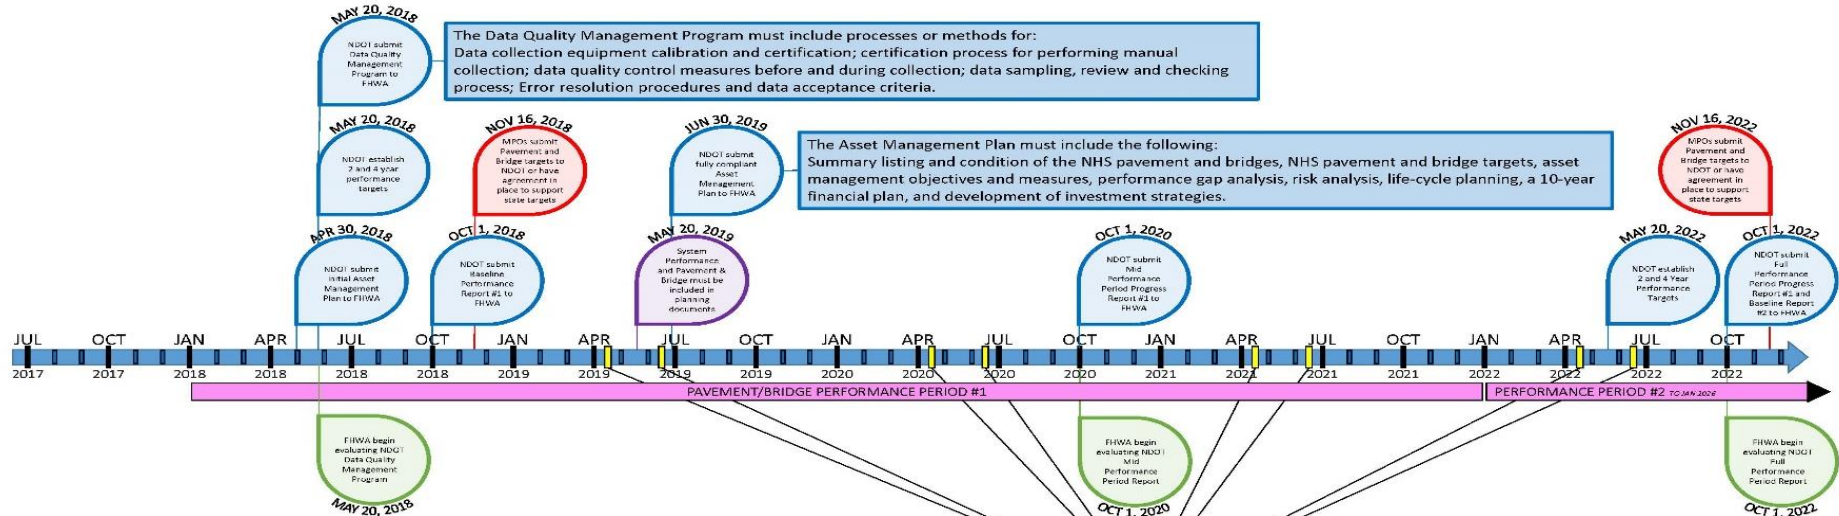 MAY 20, 2018
NDOT submit
Data Quality
Management
Program to
FHWA
The Data Quality Management Program must include processes or methods for:
Data collection equipment calibration and certification; certification process for performing manual
collection; data quality control measures before and during collection; data sampling, review and checking
process; Error resolution procedures and data acceptance criteria.
MAY 20, 2018
NDOT establish
2 and 4 year
performance
targets
NOV 16, 2018
MPOs submit
Pavement and
Bridge targets to
NDOT or have
agreement in
place to support
state targets
JUN 30, 2019
NDOT submit
fully compliant
Asset
Management
Plan to FHWA
The Asset Management Plan must include the following:
Summary listing and condition of the NHS pavement and bridges, NHS pavement and bridge targets, asset
management objectives and measures, performance gap analysis, risk analysis, life-cycle planning, a 10-year
financial plan, and development of investment strategies.
NOV 16, 2022
MPOs submit
Pavement and
Bridge targets to
NDOT or have
agreement in
place to support
state targets
APR 30, 2018
NDOT submit
initial Asset
Management
Plan to FHWA
OCT 1, 2018
NDOT submit
Baseline
Performance
Report #1 to
FHWA
MAY 20, 2019
System
Performance
and Pavement &
Bridge must be
included in
planning
documents
OCT 1, 2020
NDOT submit
Mid
Performance
Period Progress
Report #1 to
FHWA
MAY 20, 2022
NDOT establish
2 and 4 Year
Performance
Targets
OCT 1, 2022
NDOT submit
Full
Performance
Period Progress
Report #1 and
Baseline Report
#2 to FHWA
JUL OCT JAN APR JUL OCT JAN APR JUL OCT JAN APR JUL OCT JAN APR JUL OCT JAN APR JUL OCT
2017 2017 2018 2018 2018 2018 2019 2019 2019 2019 2020 2020 2020 2020 2021 2021 2021 2021 2022 2022 2022 2022
PAVEMENT/BRIDGE PERFORMANCE PERIOD #1
PERFORMANCE PERIOD #2 TO JAN 2026
FHWA begin
evaluating NDOT
Data Quality
Management
Program
MAY 20, 2018
FHWA begin
evaluating NDOT
Mid
Performance
Period Report
OCT 1, 2020
FHWA begin
evaluating NDOT
Full
Performance
Period Report
OCT 1, 2022